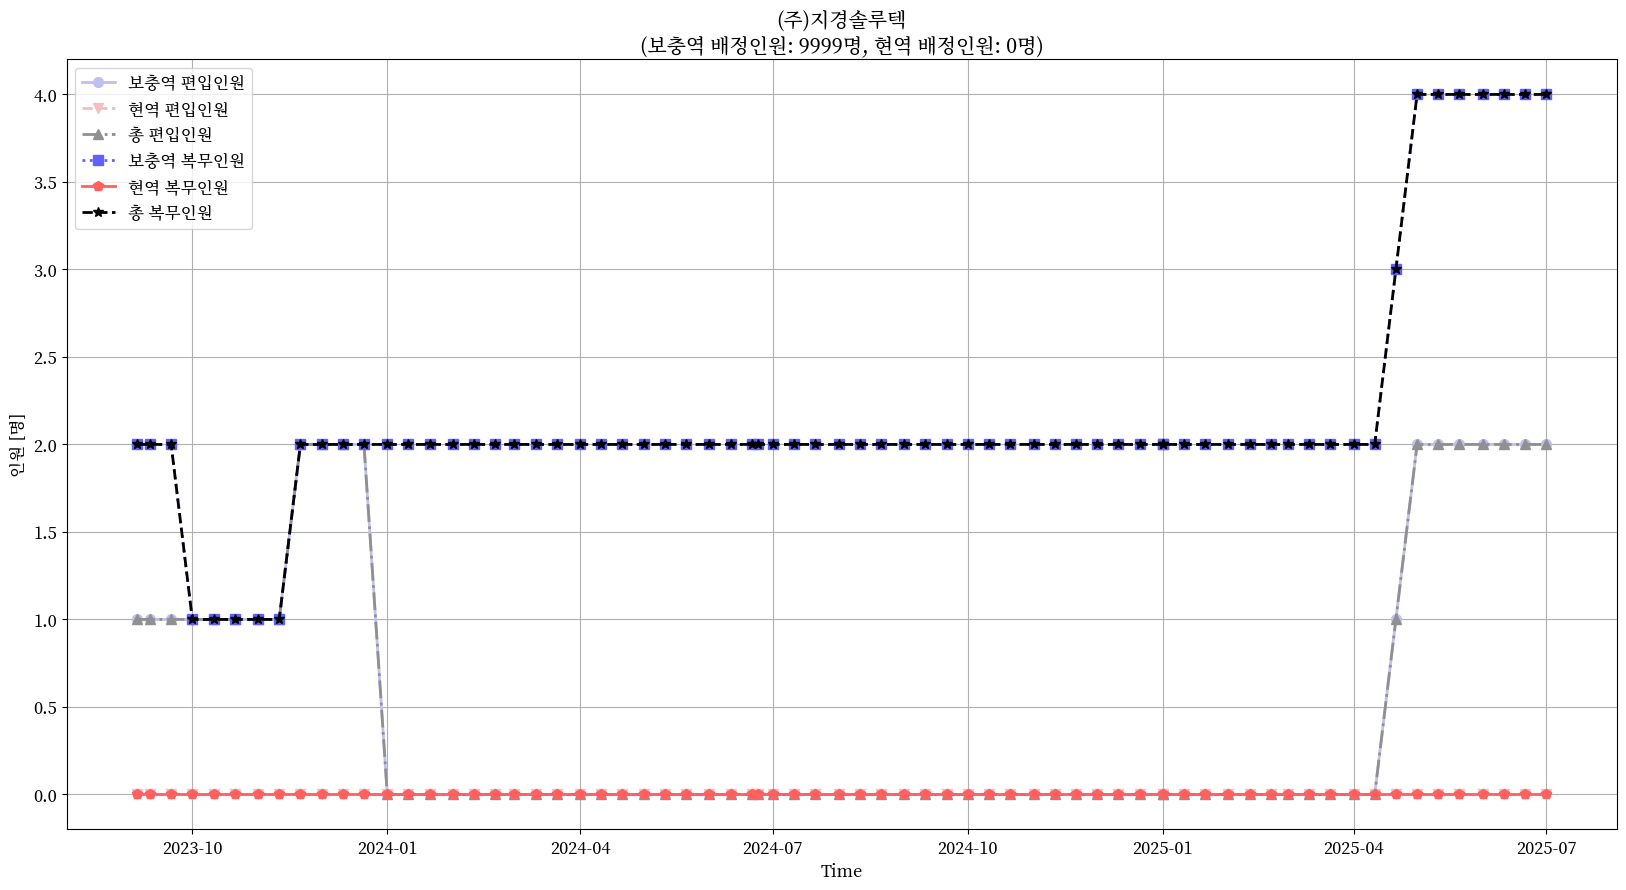 (주)지경솔루텍
(보충역 배정인원: 9999명, 현역 배정인원: 0명)
보충역 편입인원
현역 편입인원
총 편입인원
보충역 복무인원
현역 복무인원
총 복무인원
4.0
3.5
3.0
2.5
2.0
1.5
1.0
0.5
0.0
인원 [명]
2023-10
2024-01
2024-04
2024-07
2024-10
2025-01
2025-04
2025-07
Time